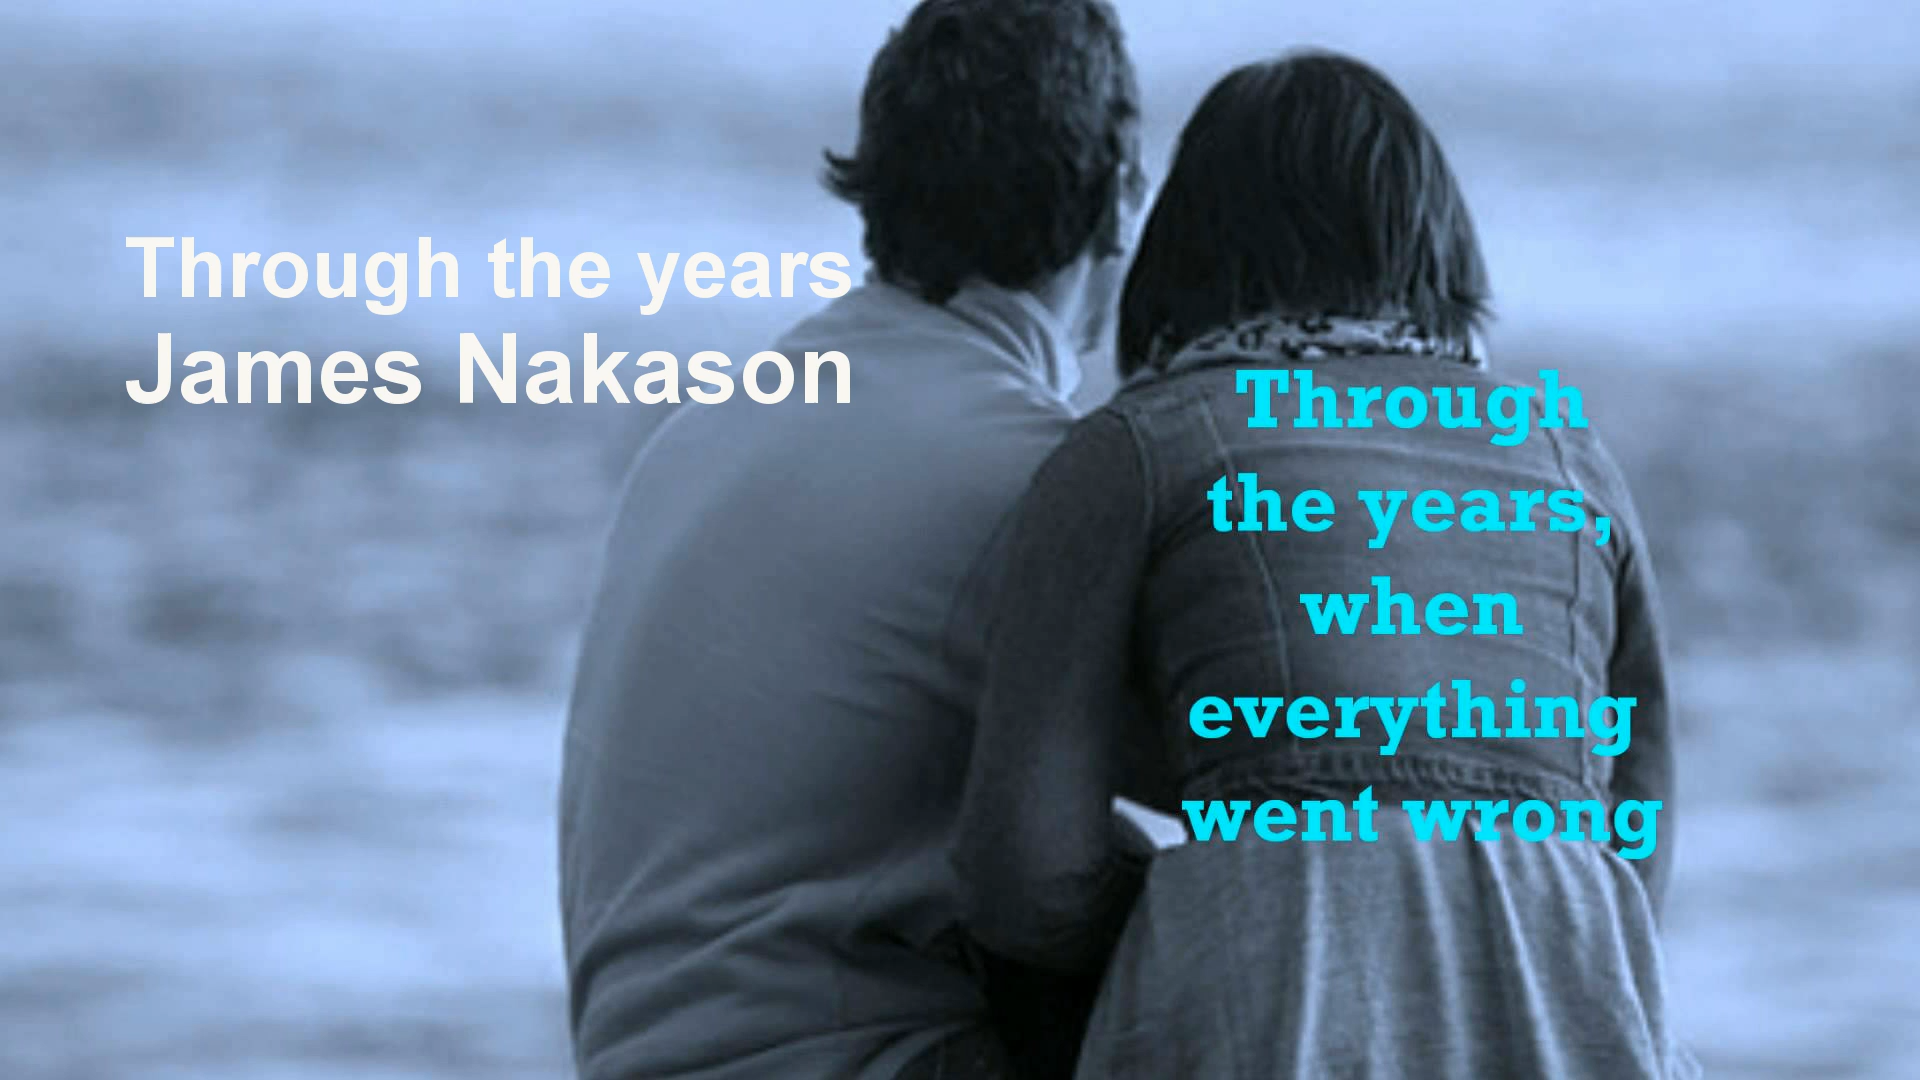 Through the years
James Nakason
Through
the years,
when
everything
went wrong